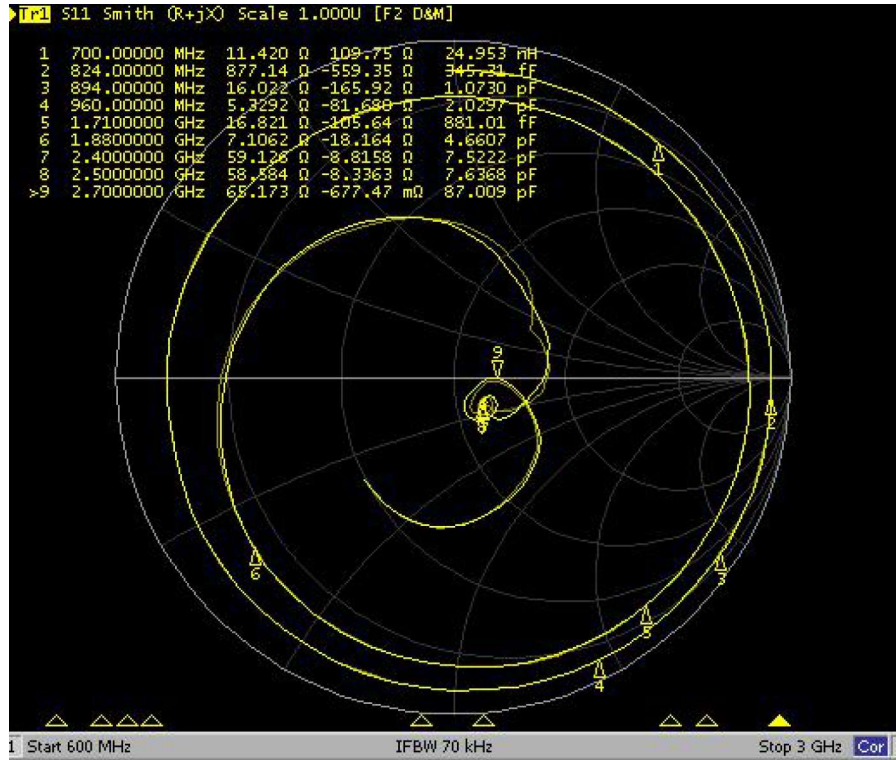 Tr1 S11 Smith (R+jX) Scale 1.000U [F2 D&M]
1 700.00000 MHz 11.420 Ω 109.75 Ω 24.953 nH
2 824.00000 MHz 877.14 Ω -559.35 Ω 345.31 fF
3 894.00000 MHz 16.022 Ω -165.92 Ω 1.0730 pF
4 960.00000 MHz 5.3292 Ω -81.680 Ω 2.0297 pF
5 1.7100000 GHz 16.821 Ω -105.64 Ω 881.01 fF
6 1.8800000 GHz 7.1062 Ω -18.164 Ω 4.6607 pF
7 2.4000000 GHz 59.126 Ω -8.8158 Ω 7.5222 pF
8 2.5000000 GHz 58.584 Ω -8.3363 Ω 7.6368 pF
>9 2.7000000 GHz 65.173 Ω -677.47 mΩ 87.009 pF
1
9
2
6
3
5
4
1 Start 600 MHz IFBW 70 kHz Stop 3 GHz Cor